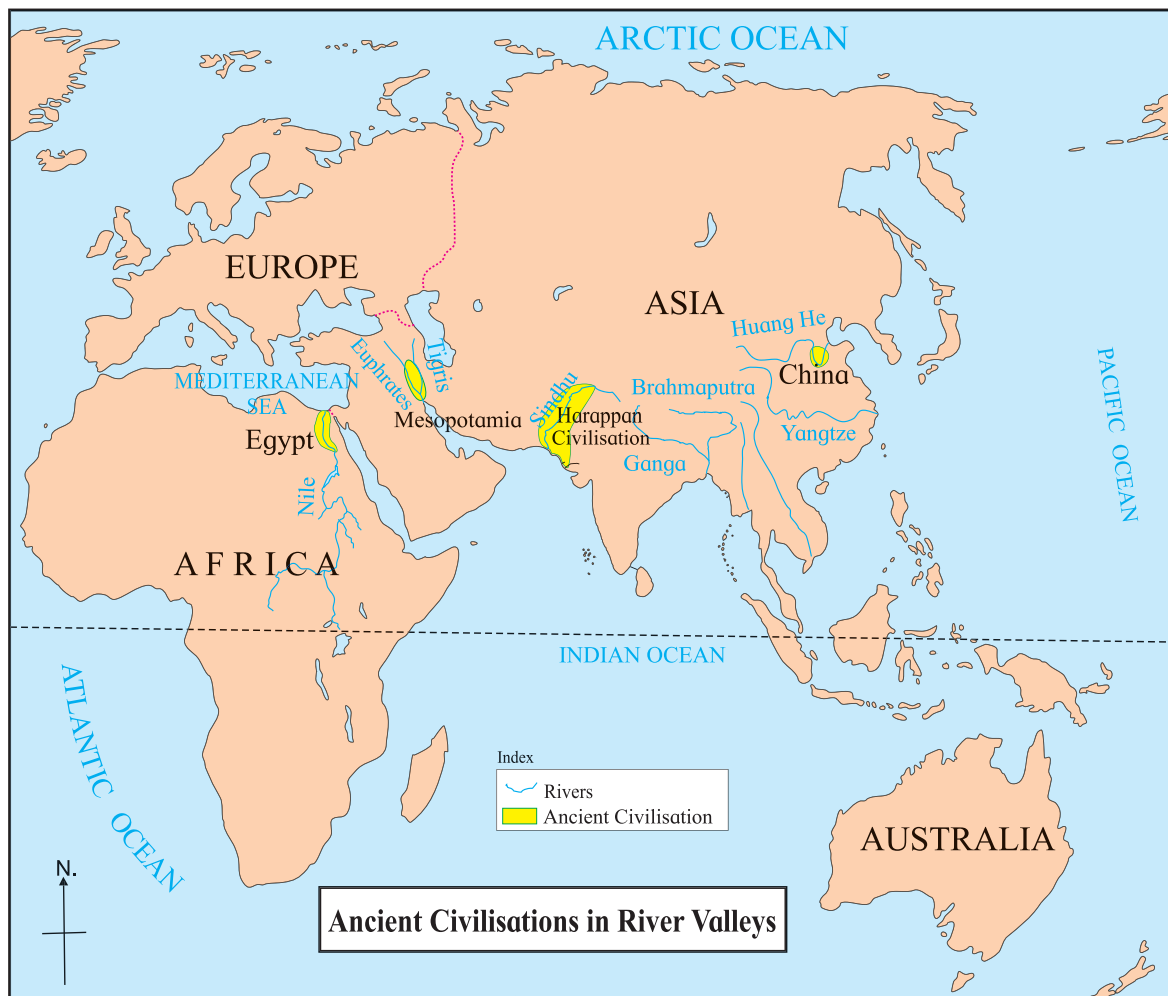 ARCTIC OCEAN
EUROPE
ASIA
Huang He
China
Tigris
Euphrates
MEDITERRANEAN
SEA
Mesopotamia
Sindhu
Harappan
Civilisation
Brahmaputra
Yangtze
Ganga
Egypt
Nile
PACIFIC OCEAN
AFRICA
INDIAN OCEAN
ATLANTIC OCEAN
Index
Rivers
Ancient Civilisation
AUSTRALIA
N.
Ancient Civilisations in River Valleys